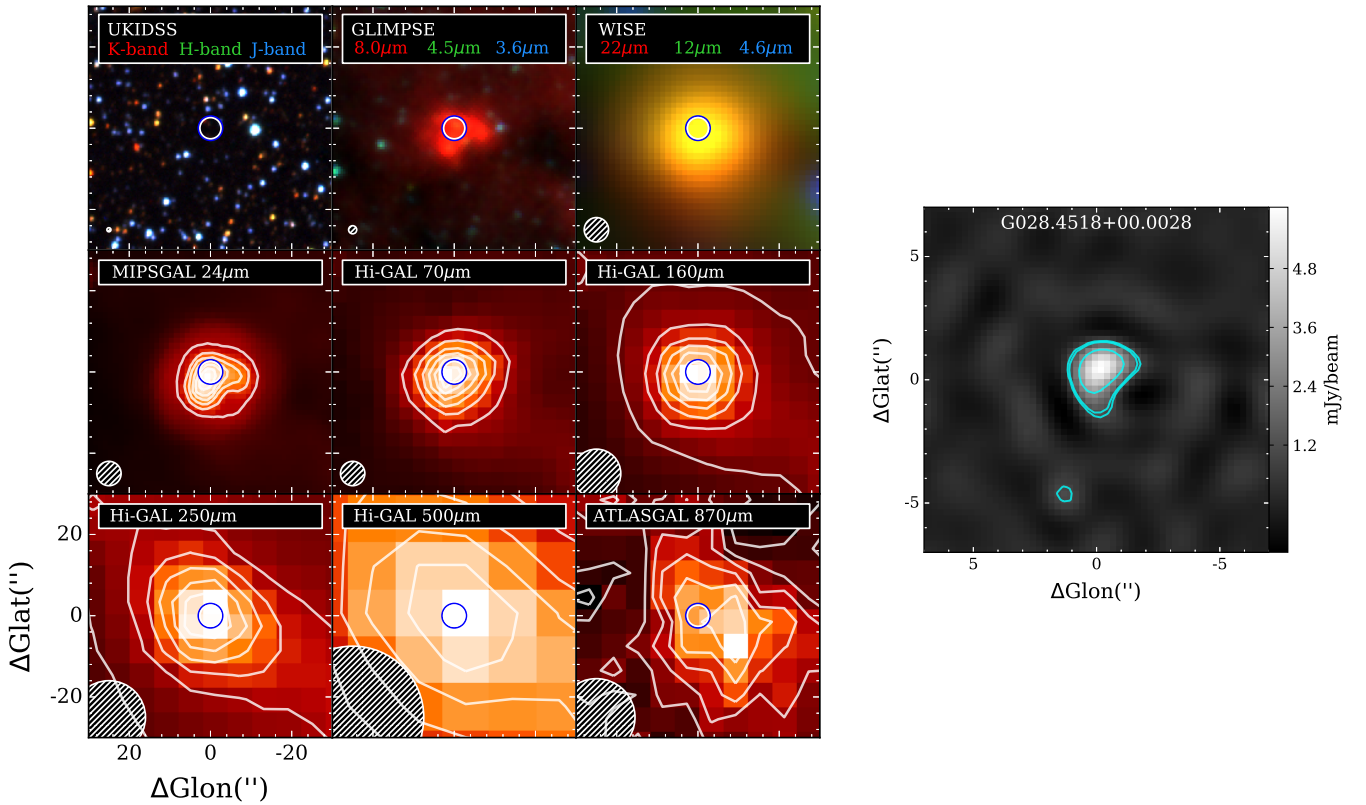 UKIDSS
K-band H-band J-band
GLIMPSE
8.0μm 4.5μm 3.6μm
WISE
22μm 12μm 4.6μm
MIPSGAL 24μm
Hi-GAL 70μm
Hi-GAL 160μm
Hi-GAL 250μm
Hi-GAL 500μm
ATLASGAL 870μm
20
0
-20
ΔGlat('')
20 0 -20
ΔGlon('')
G028.4518+00.0028
5
0
-5
ΔGlat('')
5 0 -5
ΔGlon('')
4.8
3.6
2.4
1.2
mJy/beam